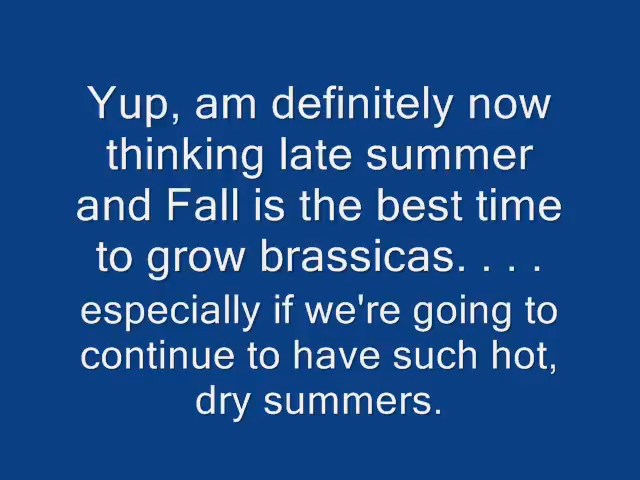 Yup, am definitely now
thinking late summer
and Fall is the best time
to grow brassicas. . . .
especially if we're going to
continue to have such hot,
dry summers.